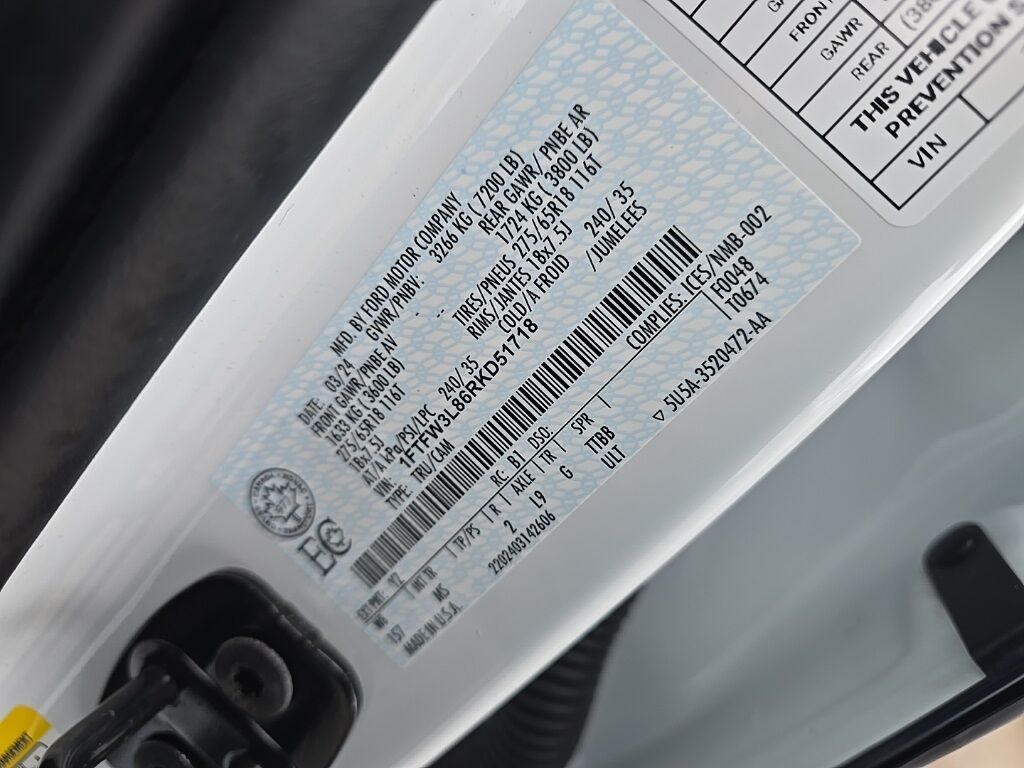 FRONT
GAWR
REAR
THIS VEHICLE
PREVENTION
VIN
MFD. BY FORD MOTOR COMPANY
DATE: 03/24 GVWR/PNBV: 3266 KG ( 7200 LB)
FRONT GAWR/PNBE AV REAR GAWR/ PNBE AR
1633 KG ( 3600 LB) -- 1724 KG ( 3800 LB)
275/65R18 116T TIRES/PNEUS 275/65R18 116T
18x7.5J RIMS/JANTES 18x7.5J
AT/A kPa/PSI/LPC 240/ 35 COLD/A FROID 240/ 35
VIN: 1FTFW3L86RKD51718 /JUMELEES
TYPE: TRU/CAM
COMPLIES: ICES/NMB-002
EXT PNT: YZ RC: BJ DSO: F0048
WB INT TR TP/PS R AXLE TR SPR T0674
157 MS 2 L9 G TTBB
MADE IN U.S.A. ULT
2202403142606 ▽ 5U5A-3520472-AA